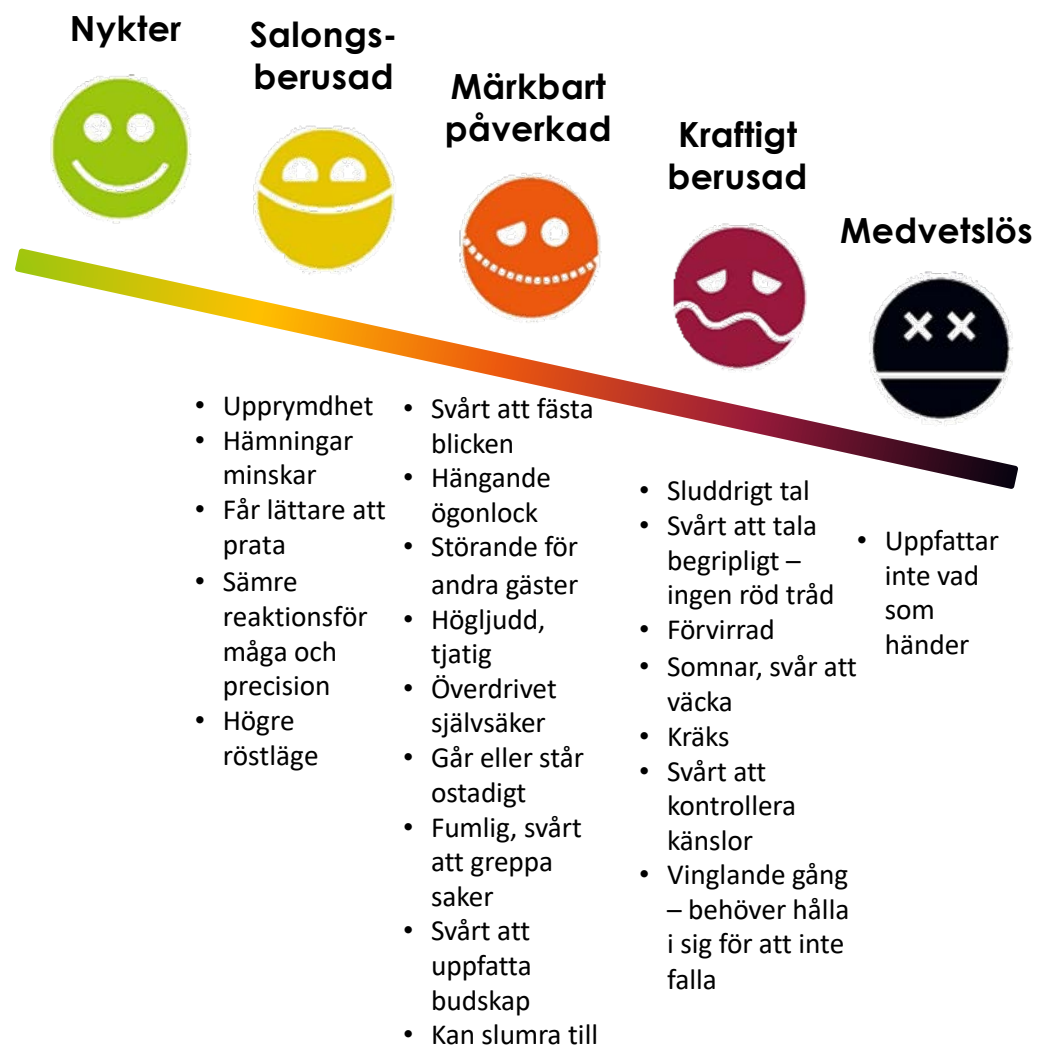 Nykter
Salongs-
berusad
Märkbart
påverkad
Kraftigt
berusad
Medvetslös
• Upprymdhet
• Hämningar
minskar
• Får lättare att
prata
• Sämre
reaktionsför
måga och
precision
• Högre
röstläge
• Svårt att fästa
blicken
• Hängande
ögonlock
• Störande för
andra gäster
• Högljudd,
tjatig
• Överdrivet
självsäker
• Går eller står
ostadigt
• Fumlig, svårt
att greppa
saker
• Svårt att
uppfatta
budskap
• Kan slumra till
• Sluddrigt tal
• Svårt att tala
begripligt –
ingen röd tråd
• Förvirrad
• Somnar, svår att
väcka
• Kräks
• Svårt att
kontrollera
känslor
• Vinglande gång
– behöver hålla
i sig för att inte
falla
• Uppfattar
inte vad
som
händer